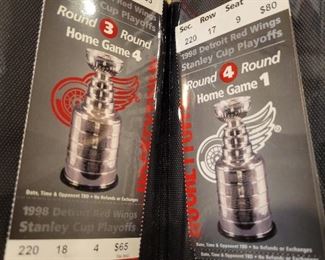 Round 3 Round
Home Game 4
Date, Time & Opponent TBD • No Refunds or Exchanges
1998 Detroit Red Wings
Stanley Cup Playoffs
220 18 4 $65
Sec. Row Seat
220 17 9 $80
1998 Detroit Red Wings
Stanley Cup Playoffs
Round 4 Round
Home Game 1
Date, Time & Opponent TBD • No Refunds or Exchanges